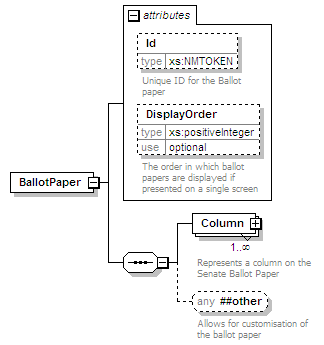 attributes
Id
type xs:NMTOKEN
Unique ID for the Ballot
paper
DisplayOrder
type xs:positiveInteger
use optional
The order in which ballot
papers are displayed if
presented on a single screen
BallotPaper
Column
1..∞
Represents a column on the
Senate Ballot Paper
any ##other
Allows for customisation of
the ballot paper